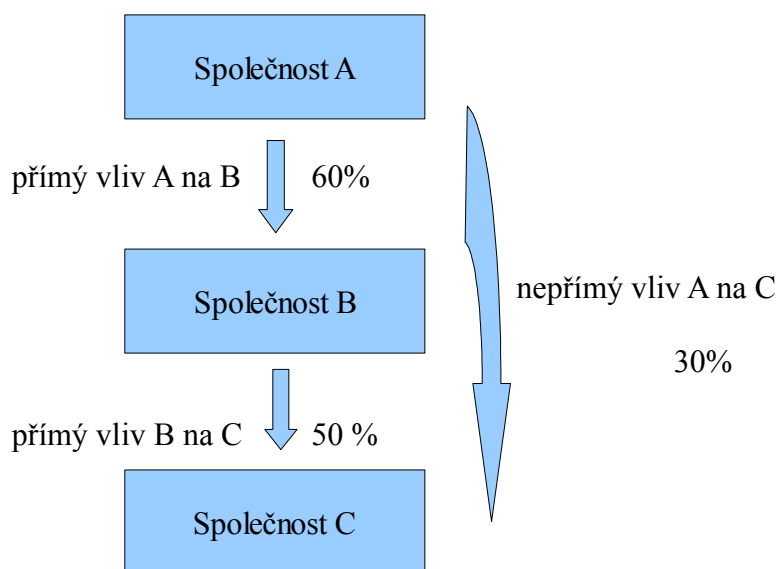 Společnost A
přímý vliv A na B 60%
Společnost B
nepřímý vliv A na C
30%
přímý vliv B na C 50 %
Společnost C